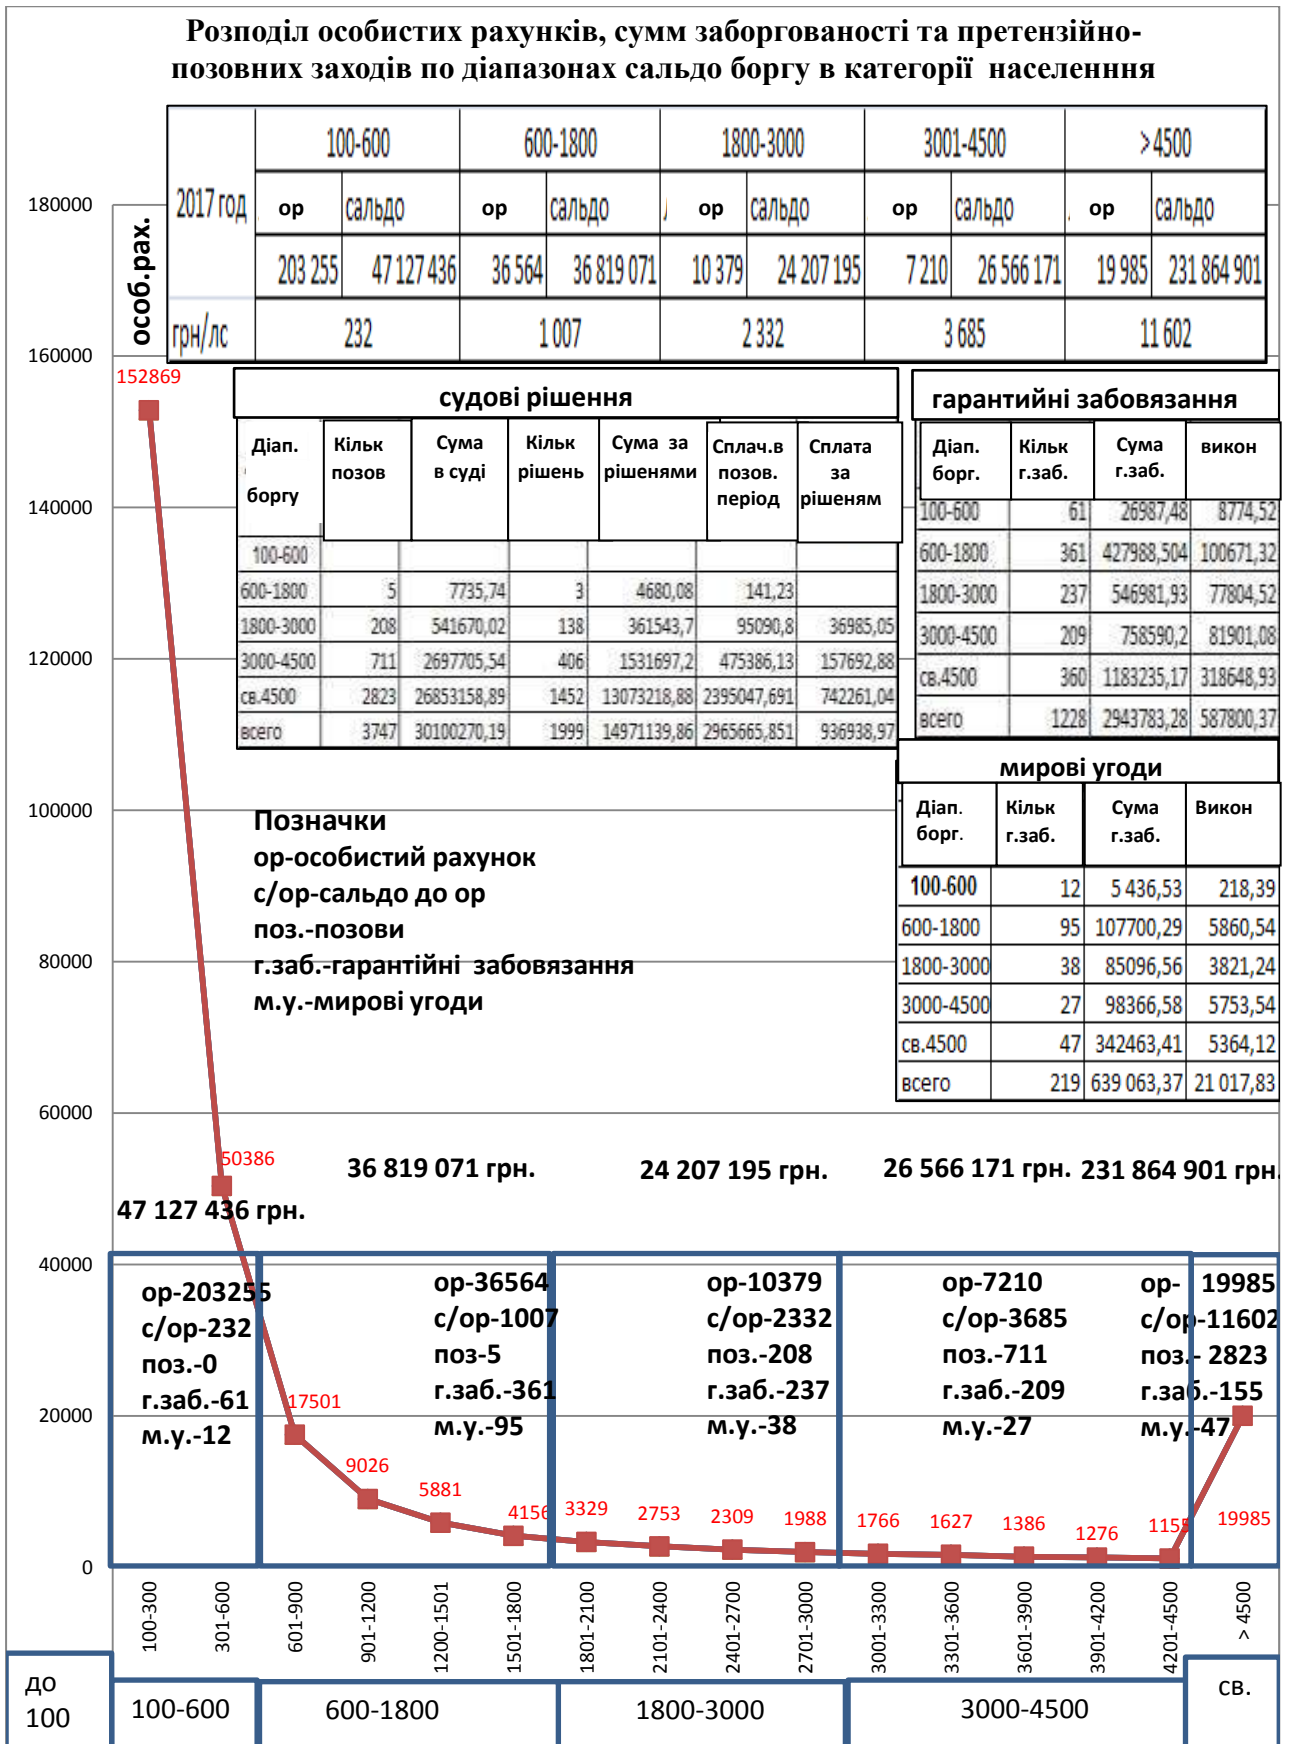 Розподіл особистих рахунків, сумм заборгованості та претензійно-
позовних заходів по діапазонах сальдо боргу в категорії населенння
2017 год 100-600 600-1800 1800-3000 3001-4500 >4500
ор сальдо ор сальдо ор сальдо ор сальдо ор сальдо
203 255 47 127 436 36 564 36 819 071 10 379 24 207 195 7 210 26 566 171 19 985 231 864 901
грн/лс 232 1 007 2 332 3 685 11 602
особ.рах.
180000
160000
140000
120000
100000
80000
60000
40000
20000
0
судові рішення
Діап. боргу Кільк позов Сума в суді Кільк рішень Сума за рішенями Сплач.в позов. період Сплата за рішеням
100-600
600-1800 5 7735,74 3 4680,08 141,23
1800-3000 208 541670,02 138 361543,7 95090,8 36985,05
3000-4500 711 2697705,54 406 1531697,2 475386,13 157692,88
св.4500 2823 26853158,89 1452 13073218,88 2395047,691 742261,04
всего 3747 30100270,19 1999 14971139,86 2965665,851 936938,97
гарантийні забовязання
Діап. борг. Кільк г.заб. Сума г.заб. викон
100-600 61 26987,48 8774,52
600-1800 361 427988,504 100671,32
1800-3000 237 546981,93 77804,52
3000-4500 209 758590,2 81901,08
св.4500 360 1183235,17 318648,93
всего 1228 2943783,28 587800,37
мирові угоди
Діап. борг. Кільк г.заб. Сума г.заб. Викон
100-600 12 5 436,53 218,39
600-1800 95 107700,29 5860,54
1800-3000 38 85096,56 3821,24
3000-4500 27 98366,58 5753,54
св.4500 47 342463,41 5364,12
всего 219 639 063,37 21 017,83
Позначки
ор-особистий рахунок
с/ор-сальдо до ор
поз.-позови
г.заб.-гарантійні забовязання
м.у.-мирові угоди
152869
50386
17501
9026
5881
4156
3329
2753
2309
1988
1766
1627
1386
1276
1155
19985
47 127 436 грн.
36 819 071 грн.
24 207 195 грн.
26 566 171 грн.
231 864 901 грн.
ор-203255
с/ор-232
поз.-0
г.заб.-61
м.у.-12
ор-36564
с/ор-1007
поз-5
г.заб.-361
м.у.-95
ор-10379
с/ор-2332
поз.-208
г.заб.-237
м.у.-38
ор-7210
с/ор-3685
поз.-711
г.заб.-209
м.у.-27
ор- 19985
с/ор-11602
поз.- 2823
г.заб.-155
м.у.-47
100-300
301-600
601-900
901-1200
1200-1501
1501-1800
1801-2100
2101-2400
2401-2700
2701-3000
3001-3300
3301-3600
3601-3900
3901-4200
4201-4500
> 4500
до
100
100-600
600-1800
1800-3000
3000-4500
св.